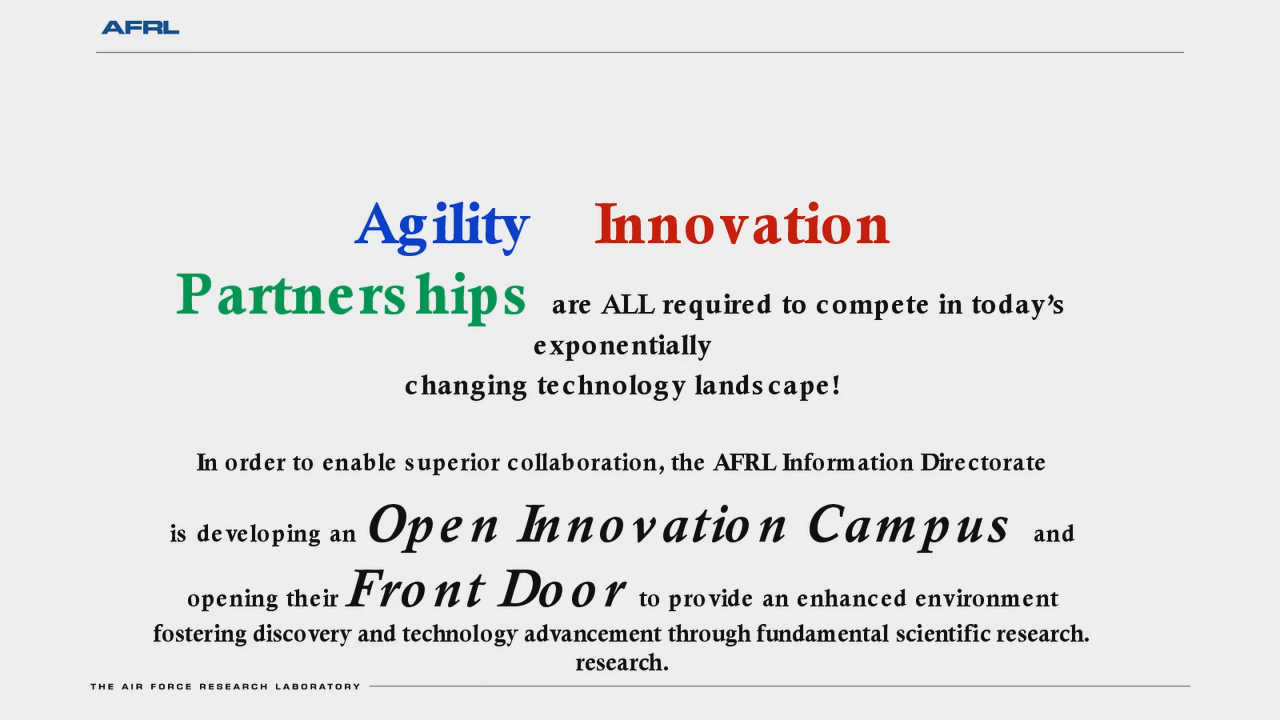 AFRL
Agility Innovation
Partnerships are ALL required to compete in today's
exponentially
changing technology landscape!
In order to enable superior collaboration, the AFRL Information Directorate
is developing an Open Innovation Campus and
opening their Front Door to provide an enhanced environment
fostering discovery and technology advancement through fundamental scientific research.
research.
THE AIR FORCE RESEARCH LABORATORY